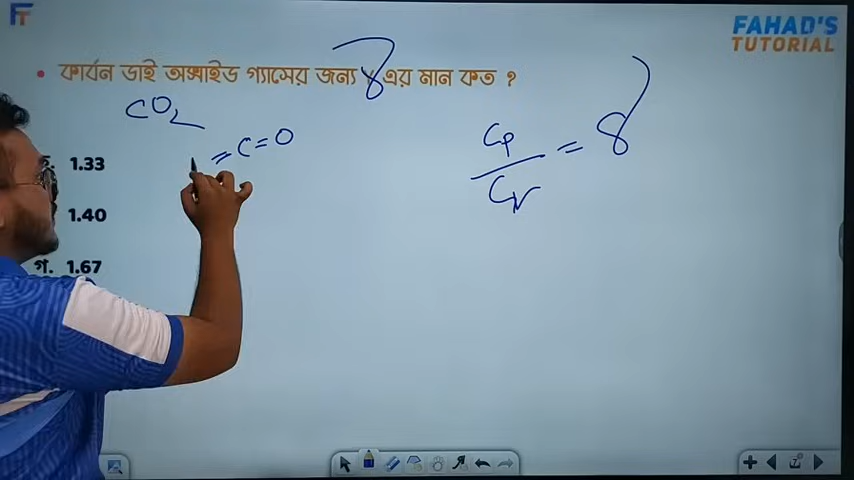 FT
FAHAD'S
TUTORIAL
কার্বন ডাই অক্সাইড গ্যাসের জন্য γ এর মান কত ?
CO2
= C = O
Cp / Cv = γ
1.33
1.40
গ. 1.67